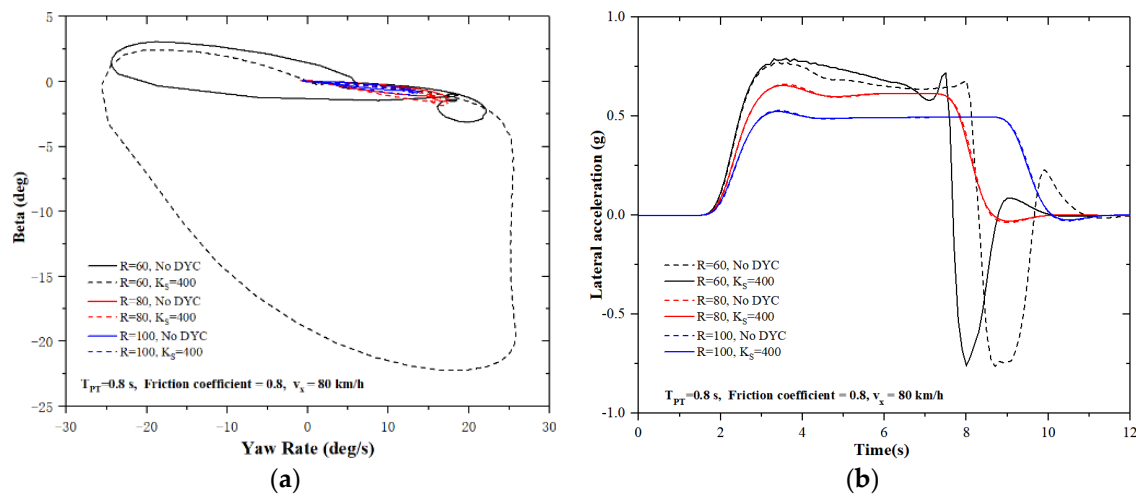 5
0
−5
−10
−15
−20
−25
−30
−20
−10
0
10
20
30
Beta (deg)
Yaw Rate (deg/s)
R=60, No DYC
R=60, K_S=400
R=80, No DYC
R=80, K_S=400
R=100, No DYC
R=100, K_S=400
T_PT=0.8 s, Friction coefficient = 0.8, v_x = 80 km/h
(a)
1.0
0.5
0.0
-0.5
-1.0
0
2
4
6
8
10
12
Lateral acceleration (g)
Time(s)
R=60, No DYC
R=60, K_S=400
R=80, No DYC
R=80, K_S=400
R=100, No DYC
R=100, K_S=400
T_PT=0.8 s, Friction coefficient = 0.8, v_x = 80 km/h
(b)